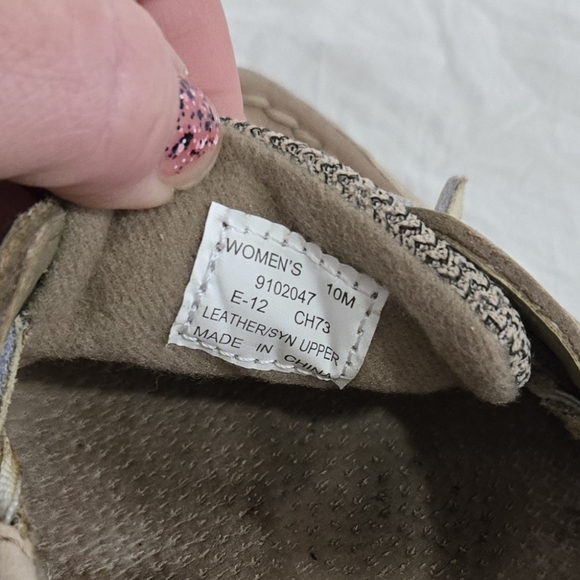 WOMEN'S 10M
9102047
E-12 CH73
LEATHER/SYN UPPER
MADE IN CHINA